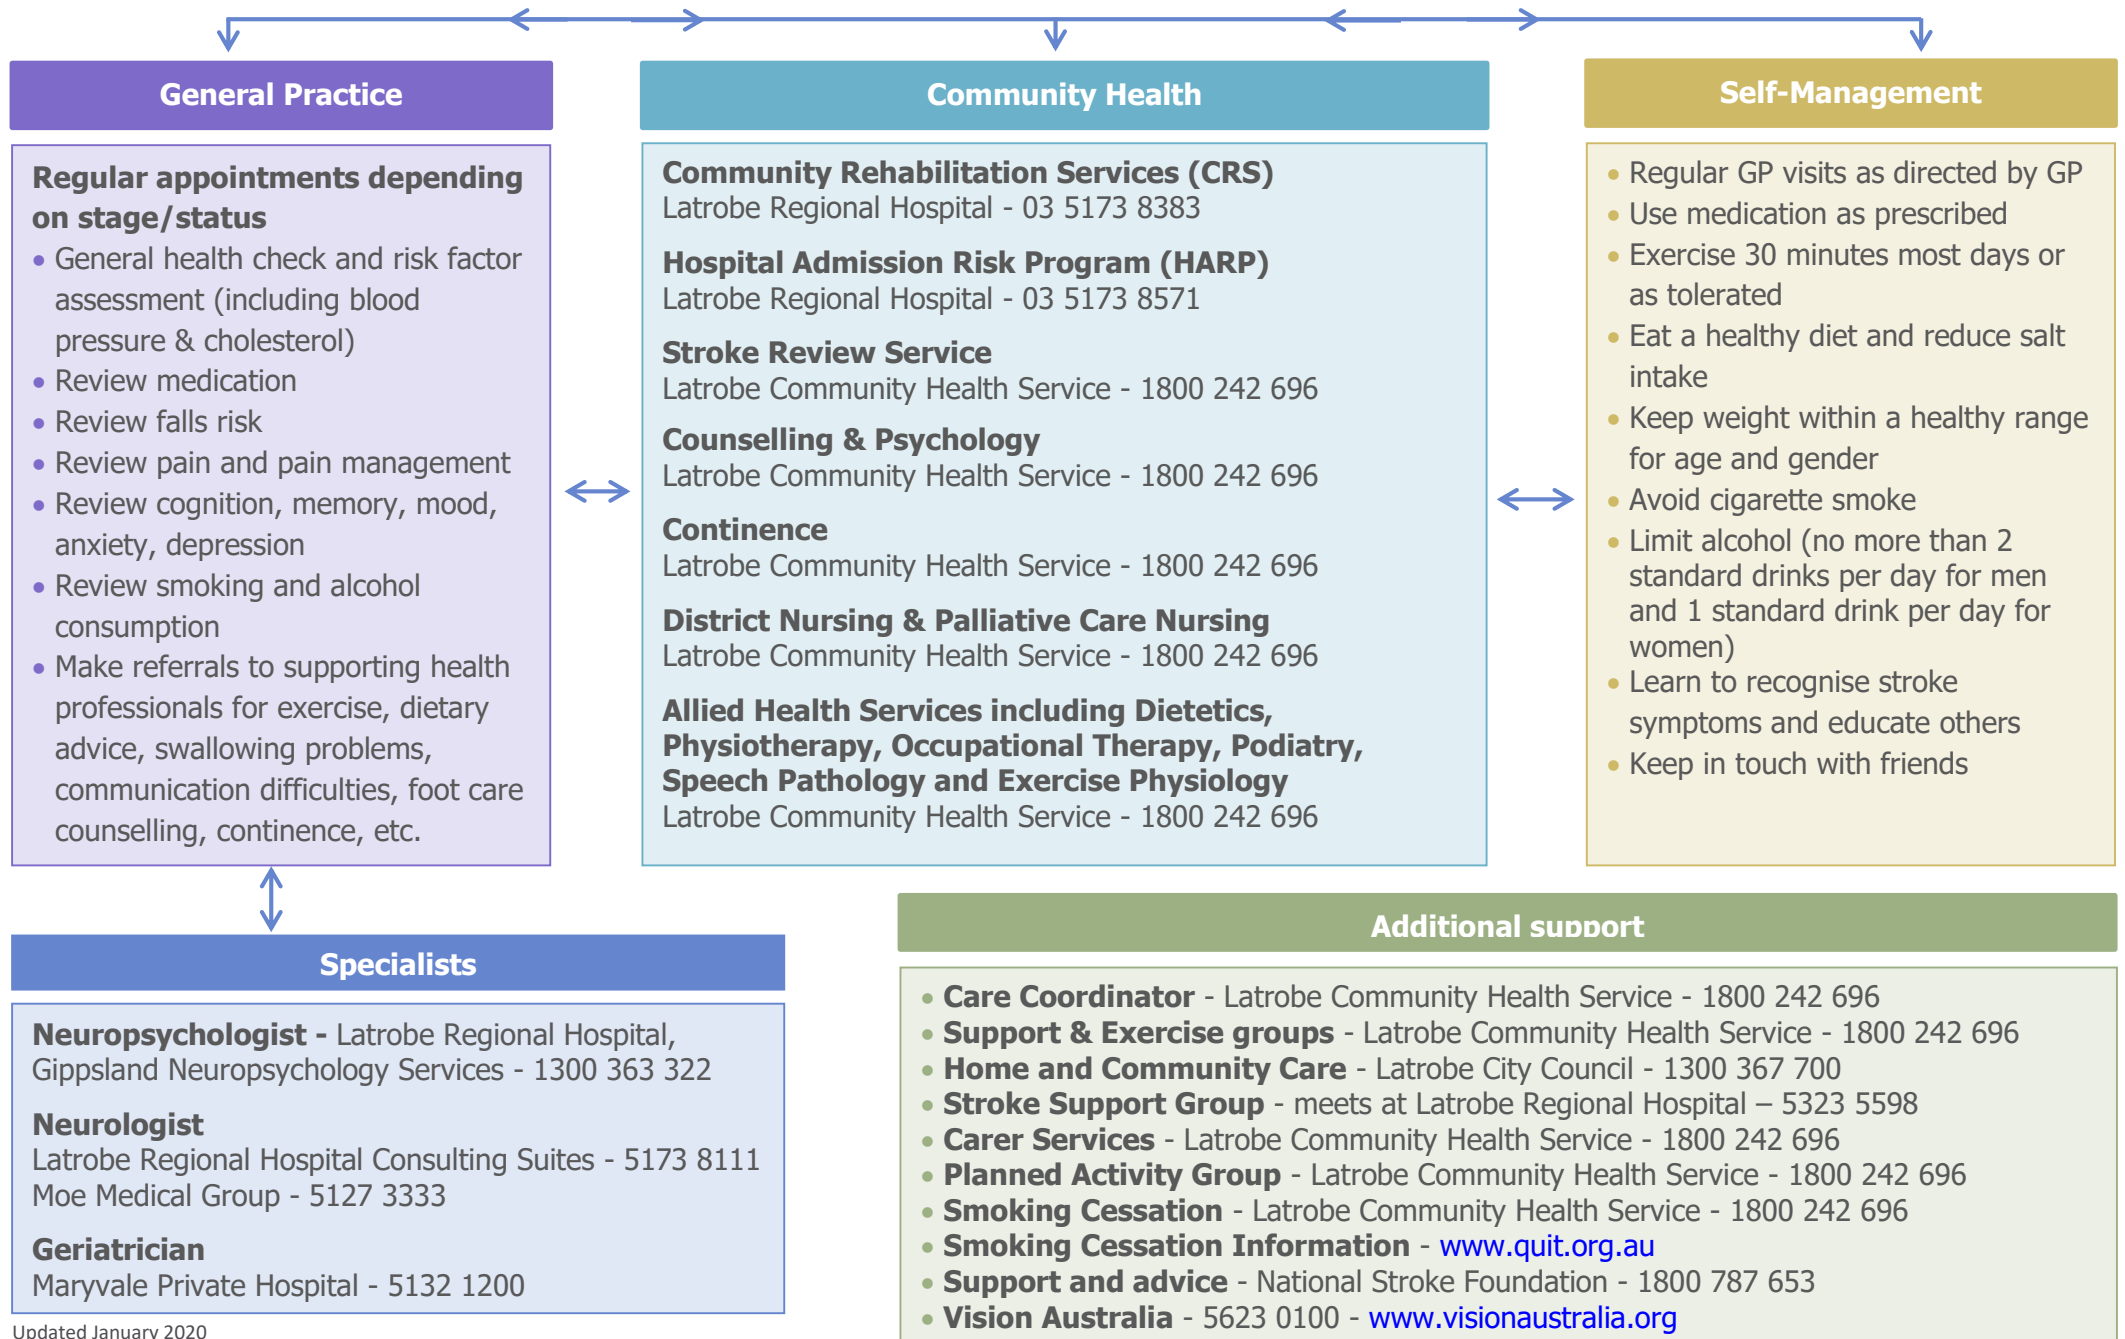 General Practice
Regular appointments depending
on stage/status
• General health check and risk factor
assessment (including blood
pressure & cholesterol)
• Review medication
• Review falls risk
• Review pain and pain management
• Review cognition, memory, mood,
anxiety, depression
• Review smoking and alcohol
consumption
• Make referrals to supporting health
professionals for exercise, dietary
advice, swallowing problems,
communication difficulties, foot care
counselling, continence, etc.
Community Health
Community Rehabilitation Services (CRS)
Latrobe Regional Hospital - 03 5173 8383
Hospital Admission Risk Program (HARP)
Latrobe Regional Hospital - 03 5173 8571
Stroke Review Service
Latrobe Community Health Service - 1800 242 696
Counselling & Psychology
Latrobe Community Health Service - 1800 242 696
Continence
Latrobe Community Health Service - 1800 242 696
District Nursing & Palliative Care Nursing
Latrobe Community Health Service - 1800 242 696
Allied Health Services including Dietetics,
Physiotherapy, Occupational Therapy, Podiatry,
Speech Pathology and Exercise Physiology
Latrobe Community Health Service - 1800 242 696
Self-Management
• Regular GP visits as directed by GP
• Use medication as prescribed
• Exercise 30 minutes most days or
as tolerated
• Eat a healthy diet and reduce salt
intake
• Keep weight within a healthy range
for age and gender
• Avoid cigarette smoke
• Limit alcohol (no more than 2
standard drinks per day for men
and 1 standard drink per day for
women)
• Learn to recognise stroke
symptoms and educate others
• Keep in touch with friends
Specialists
Neuropsychologist - Latrobe Regional Hospital,
Gippsland Neuropsychology Services - 1300 363 322
Neurologist
Latrobe Regional Hospital Consulting Suites - 5173 8111
Moe Medical Group - 5127 3333
Geriatrician
Maryvale Private Hospital - 5132 1200
Updated January 2020
Additional support
• Care Coordinator - Latrobe Community Health Service - 1800 242 696
• Support & Exercise groups - Latrobe Community Health Service - 1800 242 696
• Home and Community Care - Latrobe City Council - 1300 367 700
• Stroke Support Group - meets at Latrobe Regional Hospital – 5323 5598
• Carer Services - Latrobe Community Health Service - 1800 242 696
• Planned Activity Group - Latrobe Community Health Service - 1800 242 696
• Smoking Cessation - Latrobe Community Health Service - 1800 242 696
• Smoking Cessation Information - www.quit.org.au
• Support and advice - National Stroke Foundation - 1800 787 653
• Vision Australia - 5623 0100 - www.visionaustralia.org